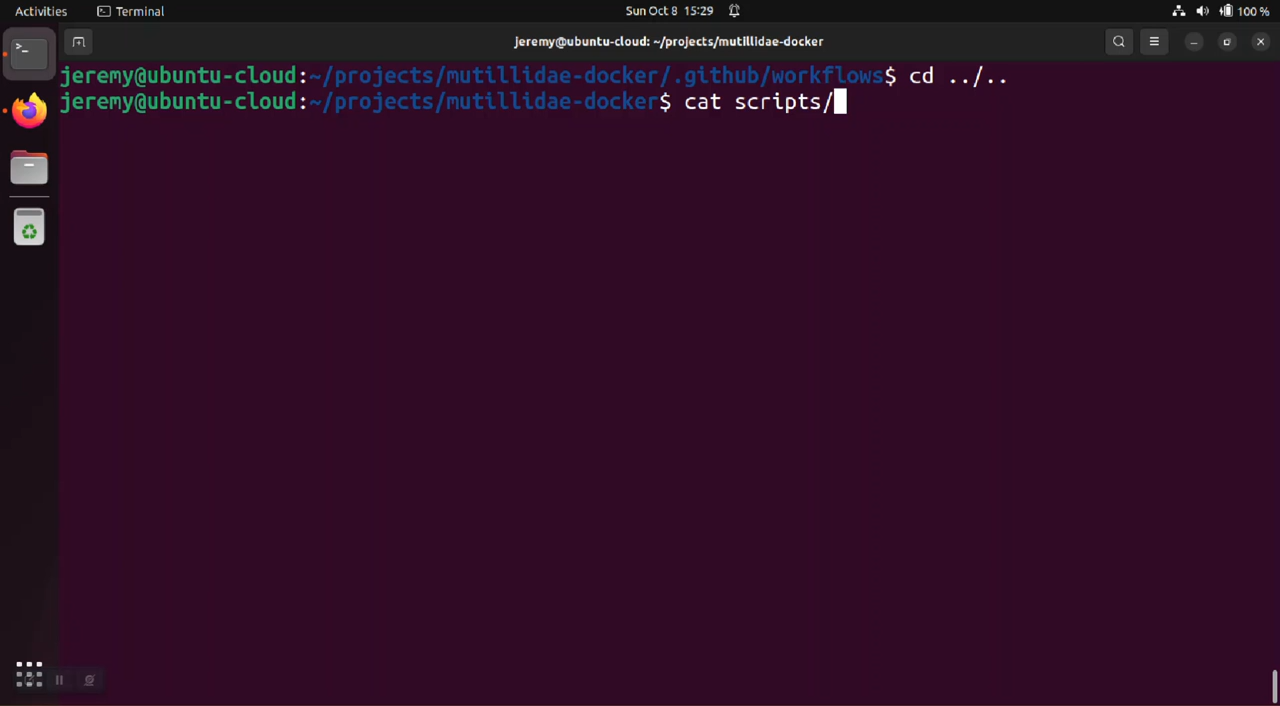 Activities
Terminal
Sun Oct 8 15:29
100 %
jeremy@ubuntu-cloud: ~/projects/mutillidae-docker
jeremy@ubuntu-cloud:~/projects/mutillidae-docker/.github/workflows$ cd ../..
jeremy@ubuntu-cloud:~/projects/mutillidae-docker$ cat scripts/